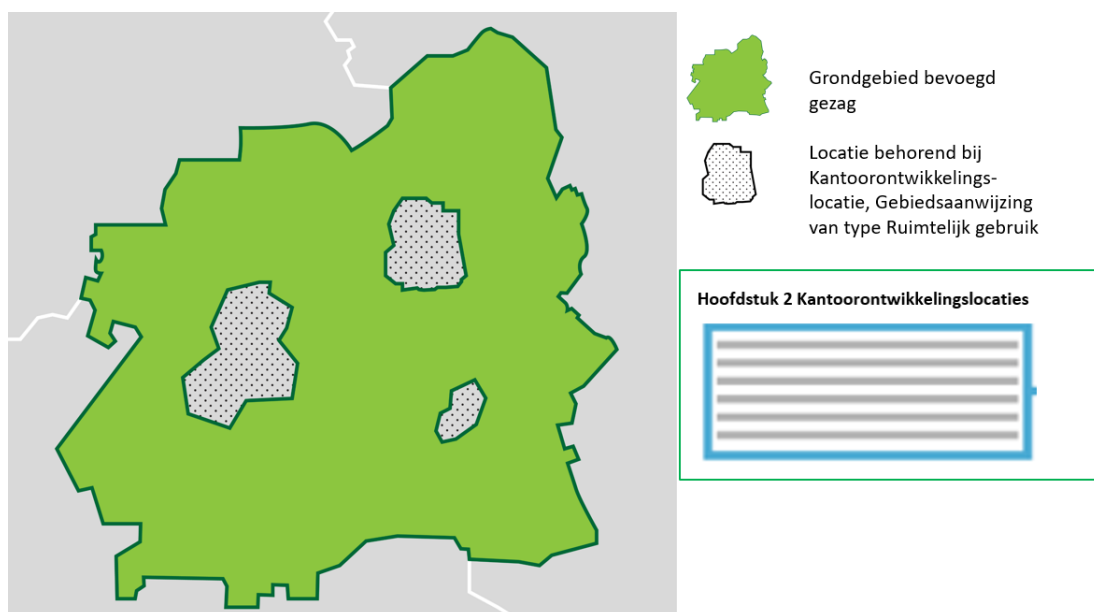 Grondgebied bevoegd
gezag
Locatie behorend bij
Kantoorontwikkelings-
locatie, Gebiedsaanwijzing
van type Ruimtelijk gebruik
Hoofdstuk 2 Kantoorontwikkelingslocaties